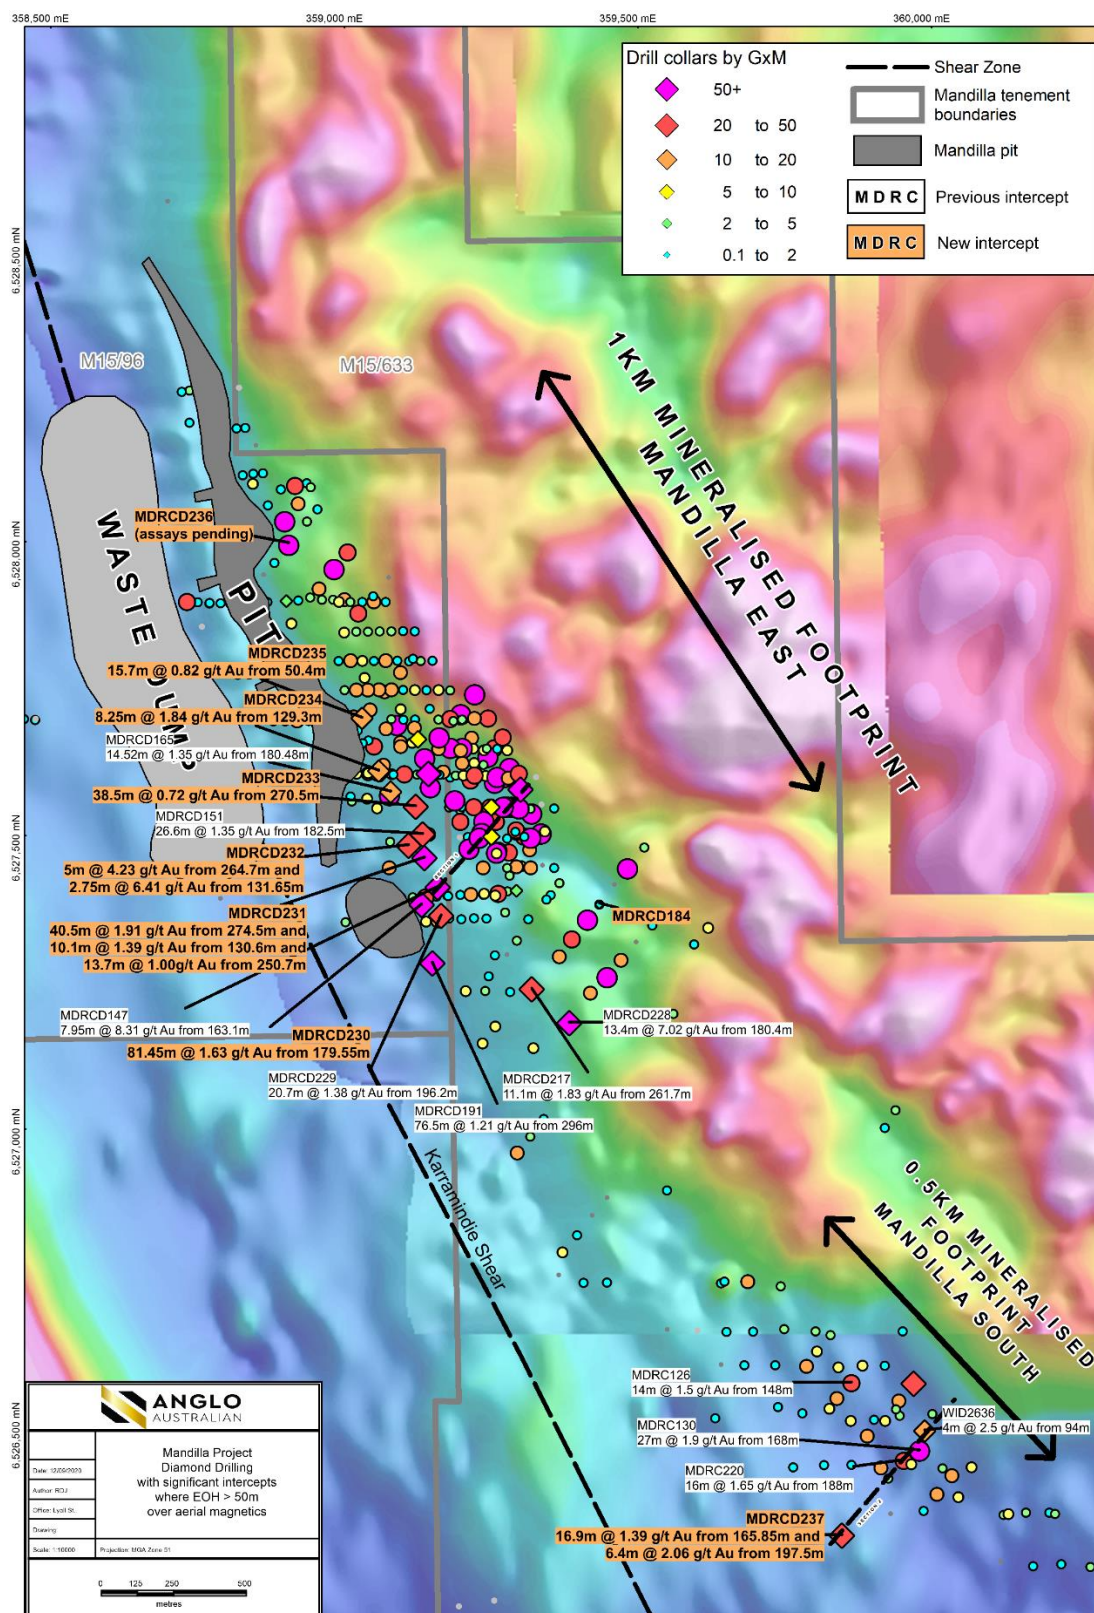 358,500 mE
359,000 mE
359,500 mE
360,000 mE
Drill collars by GxM
50+
20 to 50
10 to 20
5 to 10
2 to 5
0.1 to 2
Shear Zone
Mandilla tenement
boundaries
Mandilla pit
MDRC Previous intercept
MDRC New intercept
6,528,500 mN
6,528,000 mN
6,527,500 mN
6,527,000 mN
6,526,500 mN
M15/96
M15/633
1KM MINERALISED FOOTPRINT
MANDILLA EAST
WASTE DUMPS
PIT
MDRCD236
(assays pending)
MDRCD235
15.7m @ 0.82 g/t Au from 50.4m
MDRCD234
8.25m @ 1.84 g/t Au from 129.3m
MDRCD165
14.52m @ 1.35 g/t Au from 180.48m
MDRCD233
38.5m @ 0.72 g/t Au from 270.5m
MDRCD151
26.6m @ 1.35 g/t Au from 182.5m
MDRCD232
5m @ 4.23 g/t Au from 264.7m and
2.75m @ 6.41 g/t Au from 131.65m
MDRCD231
40.5m @ 1.91 g/t Au from 274.5m and
10.1m @ 1.39 g/t Au from 130.6m and
13.7m @ 1.00g/t Au from 250.7m
MDRCD184
MDRCD147
7.95m @ 8.31 g/t Au from 163.1m
MDRCD228
13.4m @ 7.02 g/t Au from 180.4m
MDRCD230
81.45m @ 1.63 g/t Au from 179.55m
MDRCD229
20.7m @ 1.38 g/t Au from 196.2m
MDRCD217
11.1m @ 1.83 g/t Au from 261.7m
MDRCD191
76.5m @ 1.21 g/t Au from 296m
Karramindie Shear
0.5KM MINERALISED
FOOTPRINT
MANDILLA SOUTH
MDRC126
14m @ 1.5 g/t Au from 148m
WID2636
4m @ 2.5 g/t Au from 94m
MDRC130
27m @ 1.9 g/t Au from 168m
MDRC220
16m @ 1.65 g/t Au from 188m
MDRCD237
16.9m @ 1.39 g/t Au from 165.85m and
6.4m @ 2.06 g/t Au from 197.5m
ANGLO
AUSTRALIAN
Mandilla Project
Diamond Drilling
with significant intercepts
where EOH > 50m
over aerial magnetics
Date: 12/09/2020
Author: RDJ
Office: Lyall St.
Drawing:
Scale: 1:10000
Projection: MGA Zone 51
0 125 250 500
metres